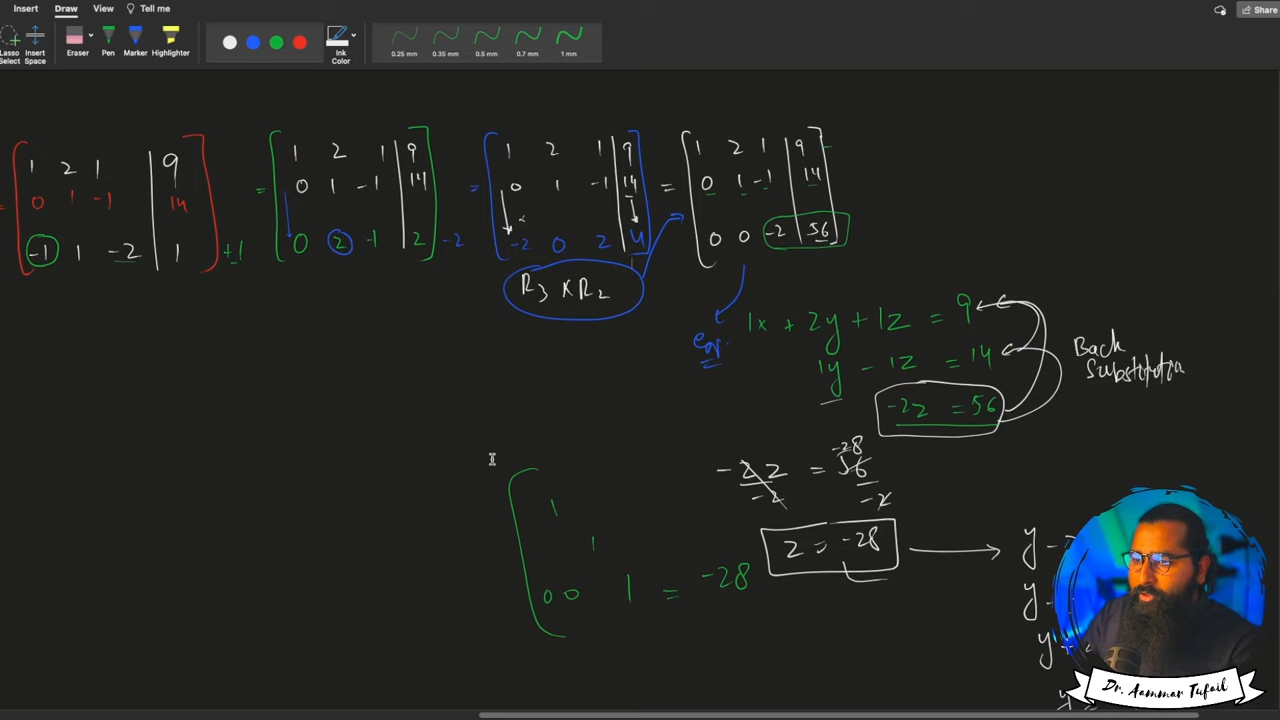 Insert Draw View Tell me
Share
Lasso Select
Insert Space
Eraser
Pen
Marker
Highlighter
Ink Color
0.25 mm 0.35 mm 0.5 mm 0.7 mm 1 mm
1 2 1 | 9
0 1 -1 14
-1 1 -2 | 1
+1
= 1 2 1 | 9
0 1 -1 14
0 2 -1 2
-2
= 1 2 1 | 9
0 1 -1 14
-2 0 2 4
R3 x R2
= 1 2 1 | 9
0 1 -1 14
0 0 -2 56
eq.
1x + 2y + 1z = 9
1y - 1z = 14
-2z = 56
Back Substitution
-2z = 56
-2 -2
-28
z = -28
1
1
0 0 1 = -28
Dr. Aammar Tufail